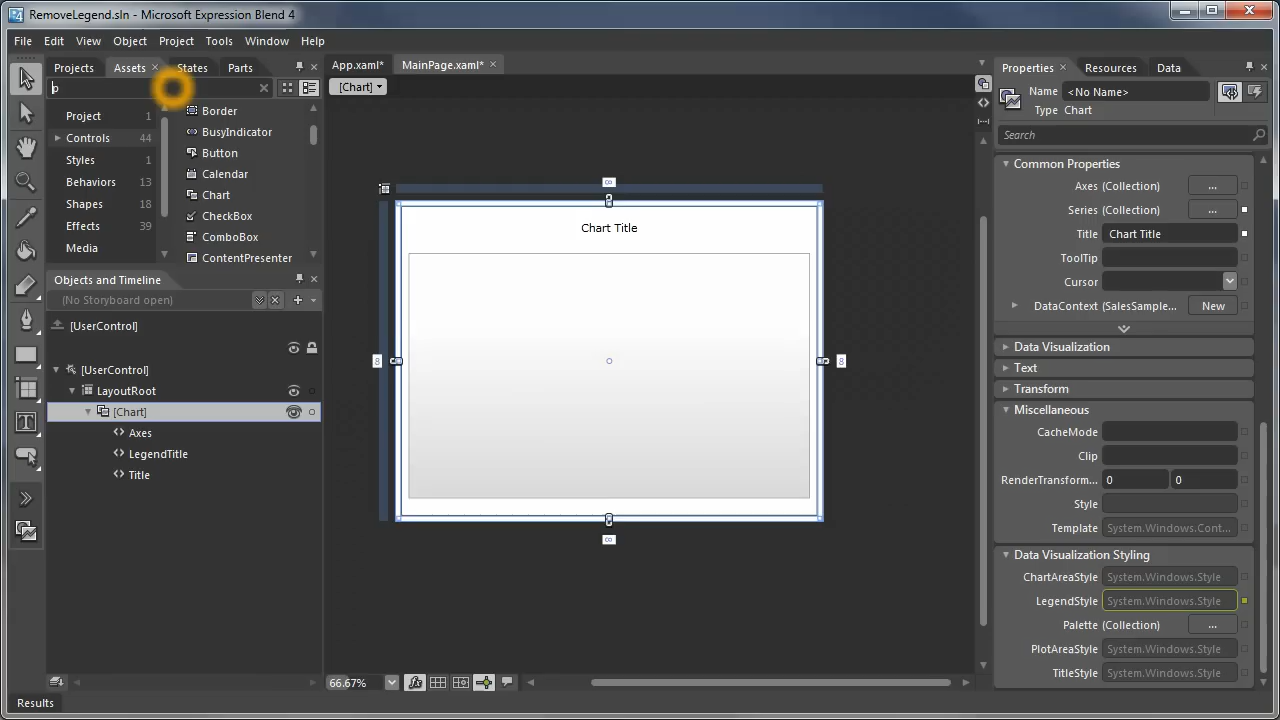 RemoveLegend.sln - Microsoft Expression Blend 4
File Edit View Object Project Tools Window Help
Projects Assets States Parts
p
Project 1
Controls 44
Styles 1
Behaviors 13
Shapes 18
Effects 39
Media
Border
BusyIndicator
Button
Calendar
Chart
CheckBox
ComboBox
ContentPresenter
Objects and Timeline
(No Storyboard open)
[UserControl]
[UserControl]
LayoutRoot
[Chart]
Axes
LegendTitle
Title
App.xaml* MainPage.xaml*
[Chart]
Chart Title
66.67%
Properties Resources Data
Name <No Name>
Type Chart
Search
Common Properties
Axes (Collection) ...
Series (Collection) ...
Title Chart Title
ToolTip
Cursor
DataContext (SalesSample... New
Data Visualization
Text
Transform
Miscellaneous
CacheMode
Clip
RenderTransform... 0 0
Style
Template System.Windows.Cont...
Data Visualization Styling
ChartAreaStyle System.Windows.Style
LegendStyle System.Windows.Style
Palette (Collection) ...
PlotAreaStyle System.Windows.Style
TitleStyle System.Windows.Style
Results